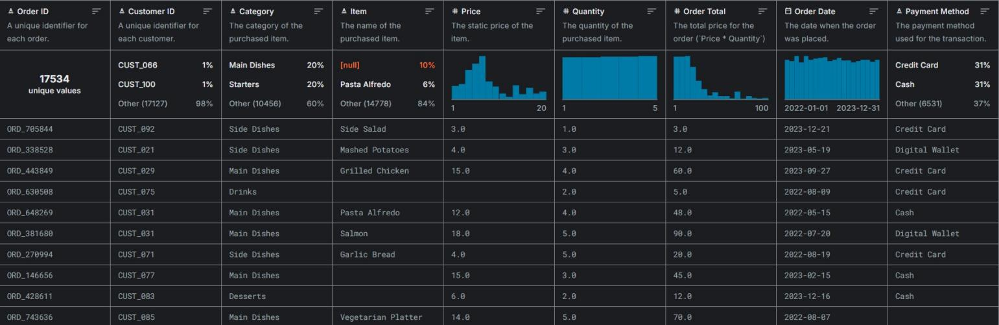 Order ID Customer ID Category Item # Price # Quantity # Order Total Order Date Payment Method
A unique identifier for A unique identifier for The category of the The name of the The static price of the The quantity of the The total price for the The date when the order The payment method
each order. each customer. purchased item. purchased item. item. purchased item. order (`Price * Quantity`) was placed. used for the transaction.
CUST_066 1% Main Dishes 20% [null] 10% Credit Card 31%
17534
unique values
CUST_100 1% Starters 20% Pasta Alfredo 6% Cash 31%
Other (17127) 98% Other (10456) 60% Other (14778) 84% Other (6531) 37%
1 20 1 5 1 100 2022-01-01 2023-12-31
ORD_705844 CUST_092 Side Dishes Side Salad 3.0 1.0 3.0 2023-12-21 Credit Card
ORD_338528 CUST_021 Side Dishes Mashed Potatoes 4.0 3.0 12.0 2023-05-19 Digital Wallet
ORD_443849 CUST_029 Main Dishes Grilled Chicken 15.0 4.0 60.0 2023-09-27 Credit Card
ORD_630508 CUST_075 Drinks 2.0 5.0 2022-08-09 Credit Card
ORD_648269 CUST_031 Main Dishes Pasta Alfredo 12.0 4.0 48.0 2022-05-15 Cash
ORD_381680 CUST_031 Main Dishes Salmon 18.0 5.0 90.0 2022-07-20 Digital Wallet
ORD_270994 CUST_071 Side Dishes Garlic Bread 4.0 5.0 20.0 2022-08-19 Credit Card
ORD_146656 CUST_077 Main Dishes 15.0 3.0 45.0 2023-02-15 Cash
ORD_428611 CUST_083 Desserts 6.0 2.0 12.0 2023-12-16 Cash
ORD_743636 CUST_085 Main Dishes Vegetarian Platter 14.0 5.0 70.0 2022-08-07